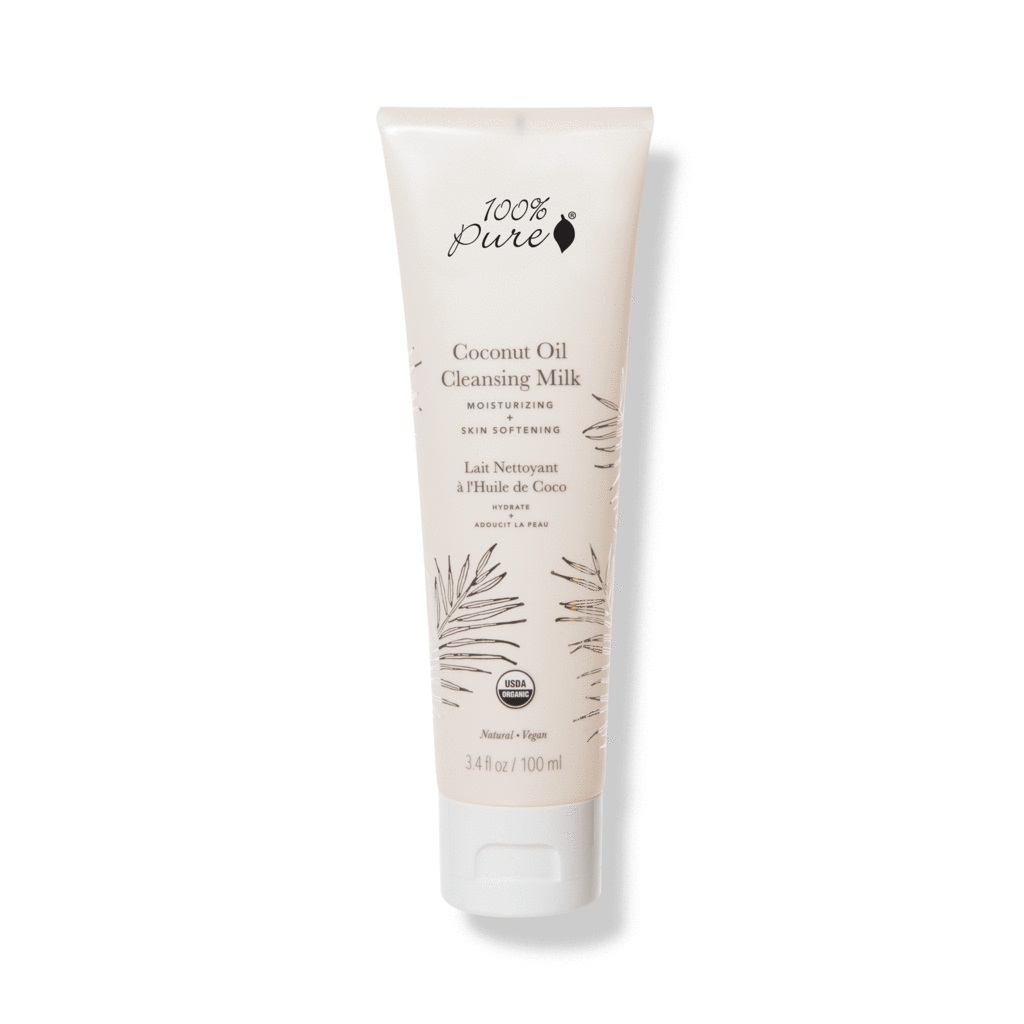 100%
Pure®
Coconut Oil
Cleansing Milk
MOISTURIZING
+
SKIN SOFTENING
Lait Nettoyant
à l'Huile de Coco
HYDRATE
+
ADOUCIT LA PEAU
USDA
ORGANIC
Natural • Vegan
3.4 fl oz / 100 ml